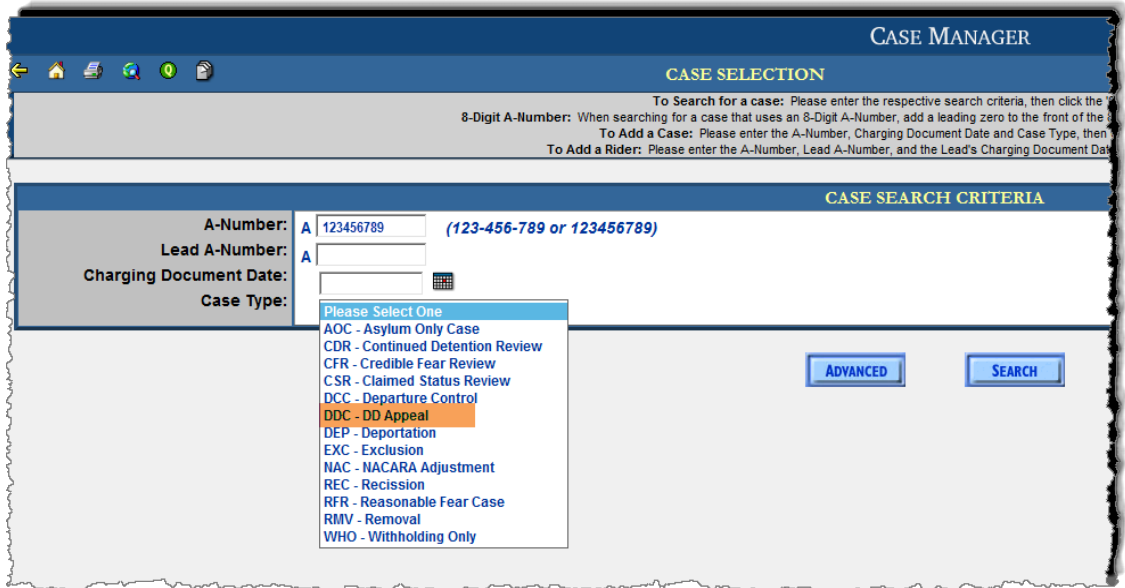 CASE MANAGER
CASE SELECTION
To Search for a case: Please enter the respective search criteria, then click the
8-Digit A-Number: When searching for a case that uses an 8-Digit A-Number, add a leading zero to the front of the
To Add a Case: Please enter the A-Number, Charging Document Date and Case Type, then
To Add a Rider: Please enter the A-Number, Lead A-Number, and the Lead's Charging Document Dat
CASE SEARCH CRITERIA
A-Number: A 123456789 (123-456-789 or 123456789)
Lead A-Number: A
Charging Document Date:
Case Type:
Please Select One
AOC - Asylum Only Case
CDR - Continued Detention Review
CFR - Credible Fear Review
CSR - Claimed Status Review
DCC - Departure Control
DDC - DD Appeal
DEP - Deportation
EXC - Exclusion
NAC - NACARA Adjustment
REC - Recission
RFR - Reasonable Fear Case
RMV - Removal
WHO - Withholding Only
ADVANCED SEARCH